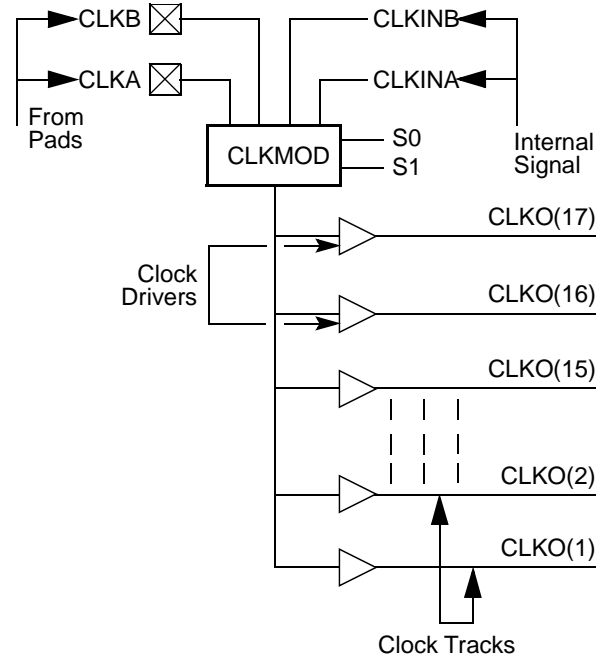 CLKB
CLKINB
CLKA
CLKINA
From
Pads
CLKMOD
S0
S1
Internal
Signal
CLKO(17)
Clock
Drivers
CLKO(16)
CLKO(15)
CLKO(2)
CLKO(1)
Clock Tracks